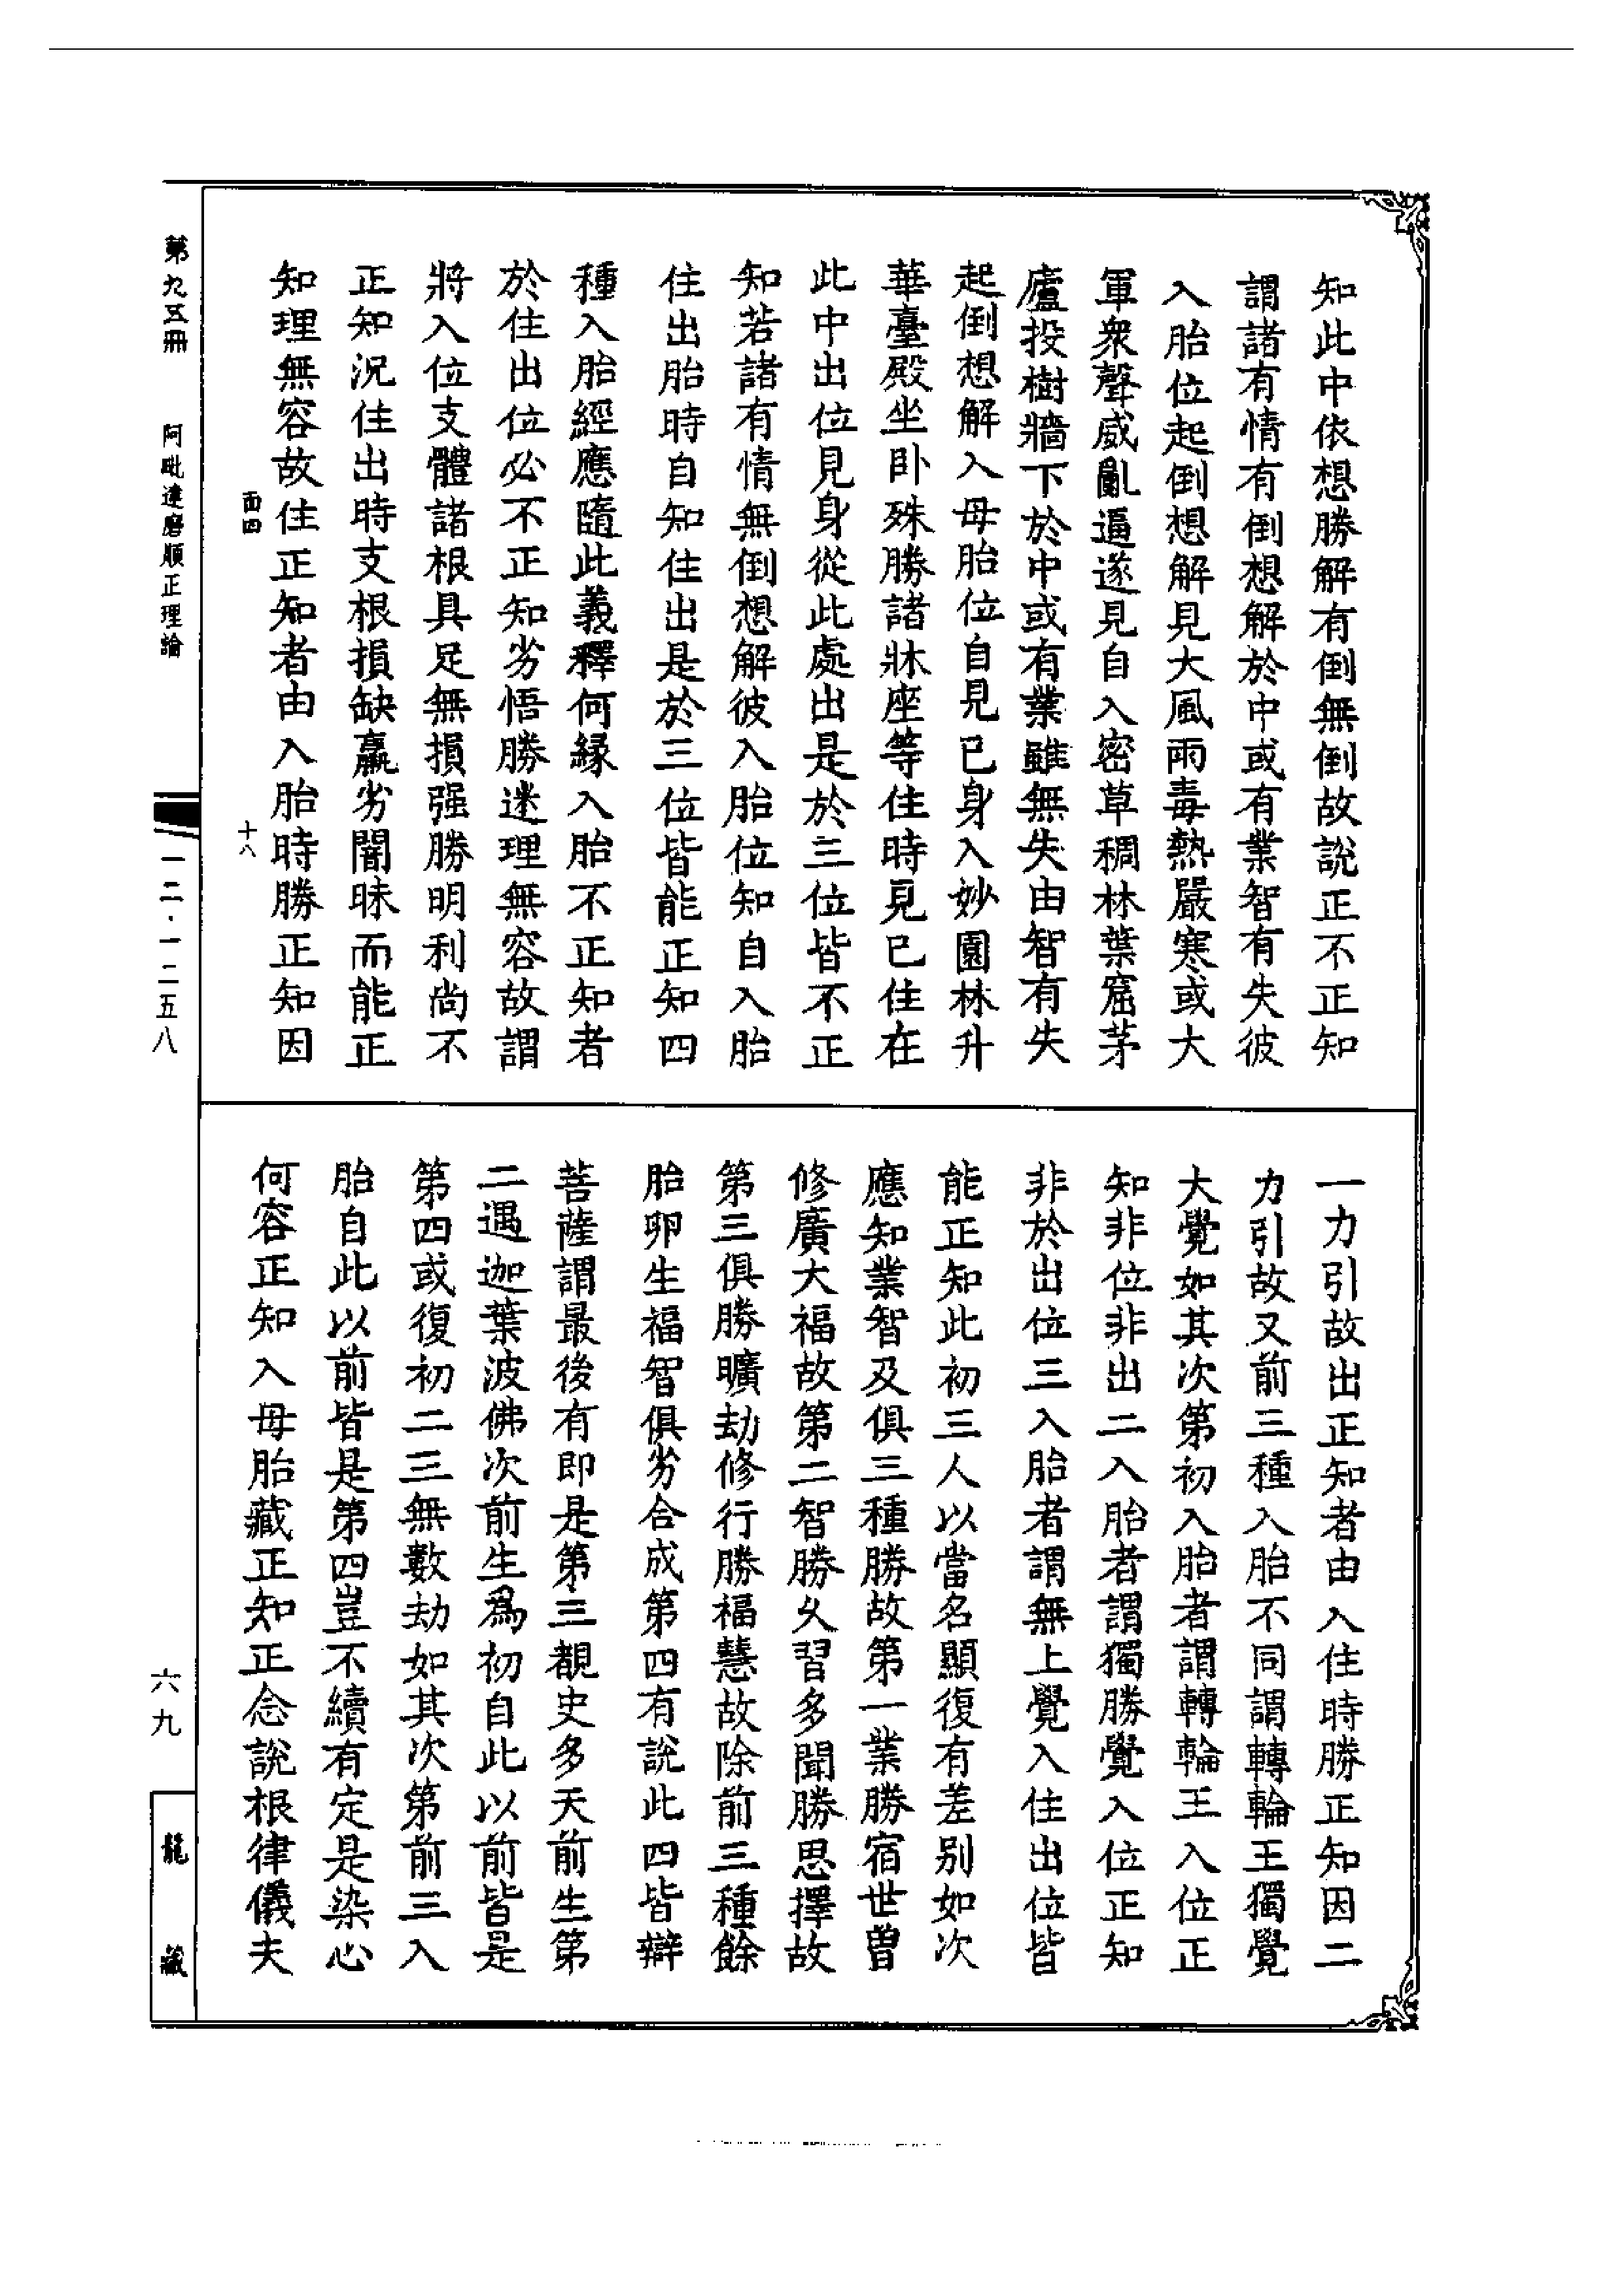 知此中依想勝解有倒無倒故說正不正知
謂諸有情有倒想解於中或有業智有失彼
入胎位起倒想解見大風雨毒熱嚴寒或大
軍衆聲威亂逼遂見自入密草稠林葉窟茅
廬投樹牆下於中或有業雖無失由智有失
起倒想解入母胎位自見已身入妙園林升
華臺殿坐卧殊勝諸牀座等住時見已住在
此中出位見身從此處出是於三位皆不正
知若諸有情無倒想解彼入胎位知自入胎
住出胎時自知住出是於三位皆能正知四
種入胎經應隨此義釋何緣入胎不正知者
於住出位必不正知劣悟勝迷理無容故謂
將入位支體諸根具足無損强勝明利尚不
正知況住出時支根損缺羸劣闇昧而能正
知理無容故住正知者由入胎時勝正知因
面四
十八
一力引故出正知者由入住時勝正知因二
力引故又前三種入胎不同謂轉輪王獨覺
大覺如其次第初入胎者謂轉輪王入位正
知非位非出二入胎者謂獨勝覺入位正知
非於出位三入胎者謂無上覺入住出位皆
能正知此初三人以當名顯復有差别如次
應知業智及俱三種勝故第一業勝宿世曾
修廣大福故第二智勝久習多聞勝思擇故
第三俱勝曠劫修行勝福慧故除前三種餘
胎卵生福智俱劣合成第四有說此四皆辯
菩薩謂最後有即是第三覩史多天前生第
二遇迦葉波佛次前生爲初自此以前皆是
第四或復初二三無數劫如其次第前三入
胎自此以前皆是第四豈不續有定是染心
何容正知入母胎藏正知正念說根律儀夫
第九五冊
阿毗達磨順正理論
一二·一二五八
六九
龍藏